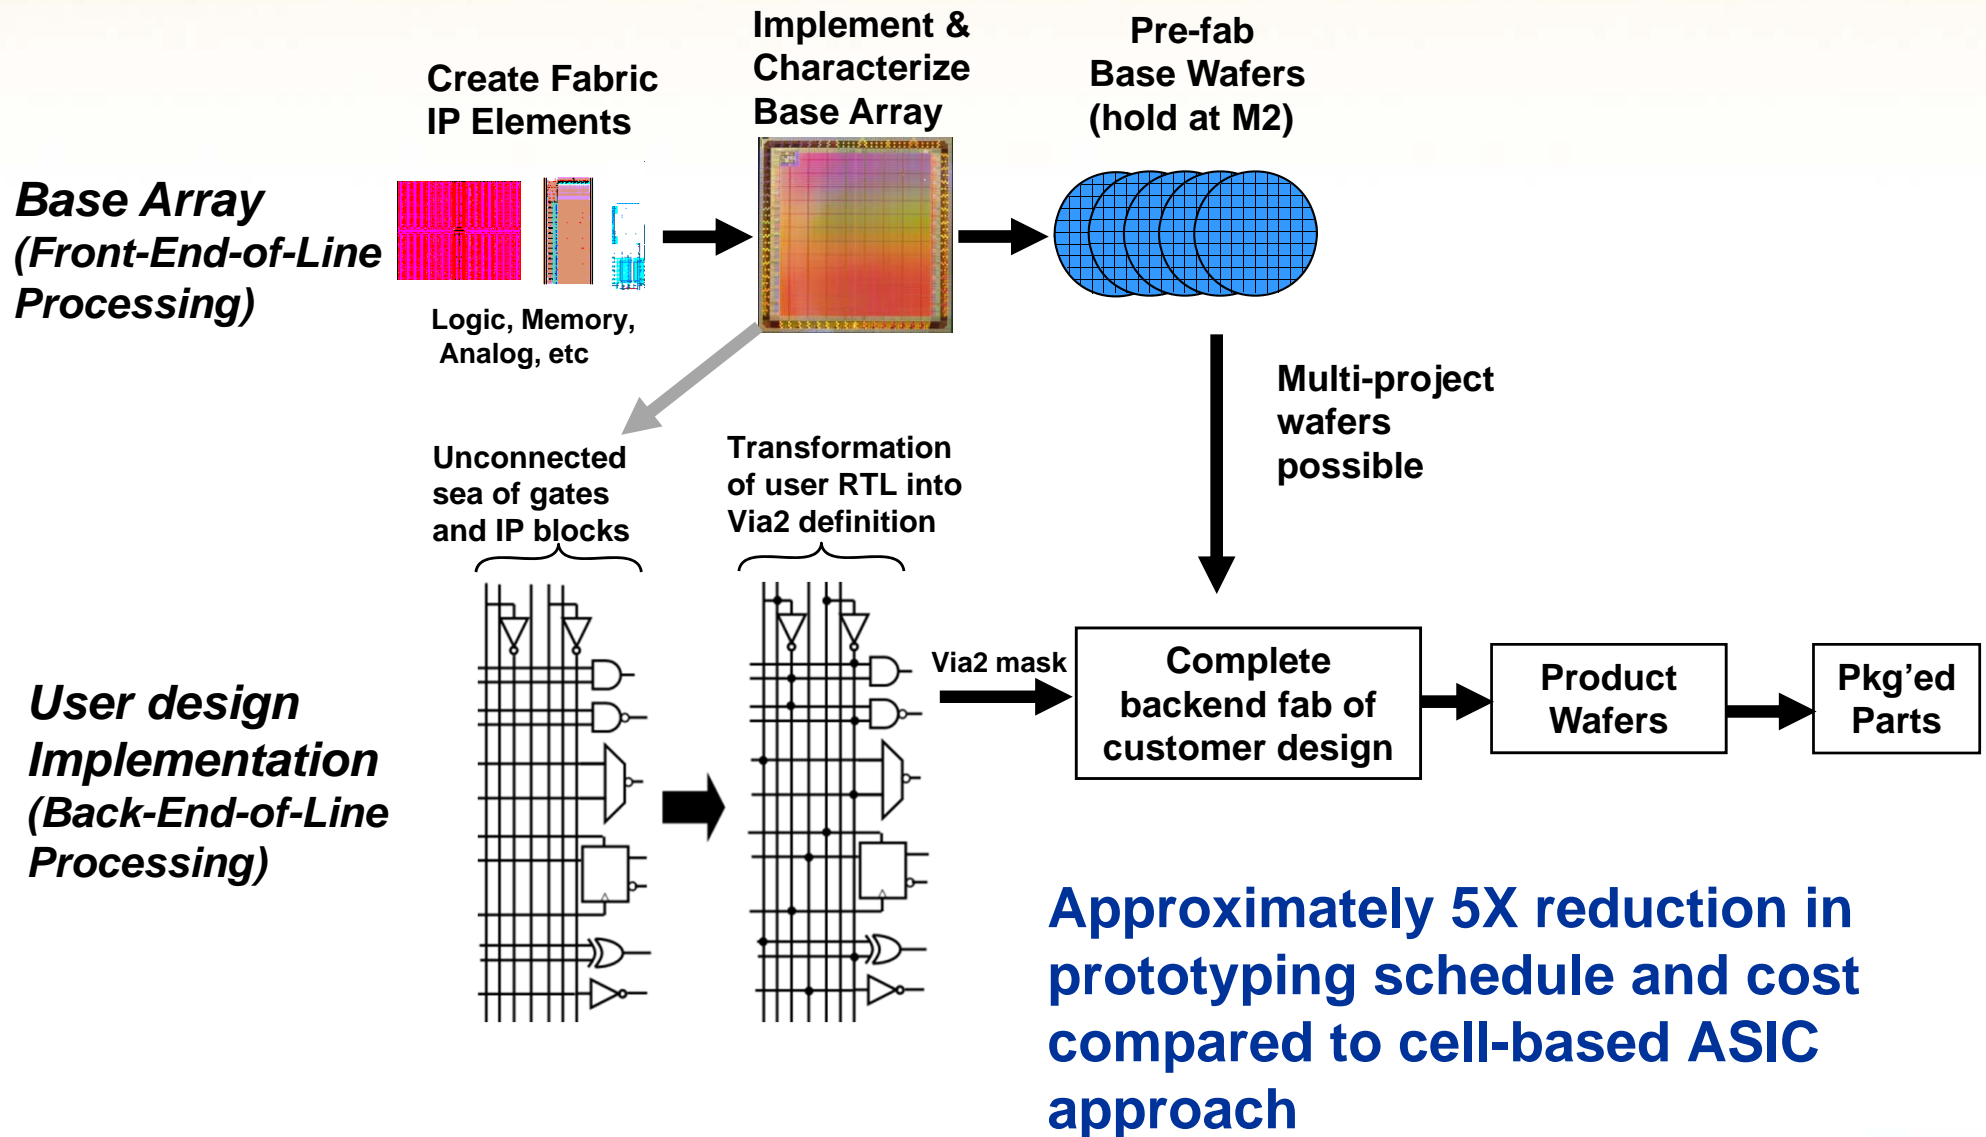 Create Fabric
IP Elements
Implement &
Characterize
Base Array
Pre-fab
Base Wafers
(hold at M2)
Base Array
(Front-End-of-Line
Processing)
Logic, Memory,
Analog, etc
Multi-project
wafers
possible
Unconnected
sea of gates
and IP blocks
Transformation
of user RTL into
Via2 definition
User design
Implementation
(Back-End-of-Line
Processing)
Via2 mask
Complete
backend fab of
customer design
Product
Wafers
Pkg’ed
Parts
Approximately 5X reduction in
prototyping schedule and cost
compared to cell-based ASIC
approach